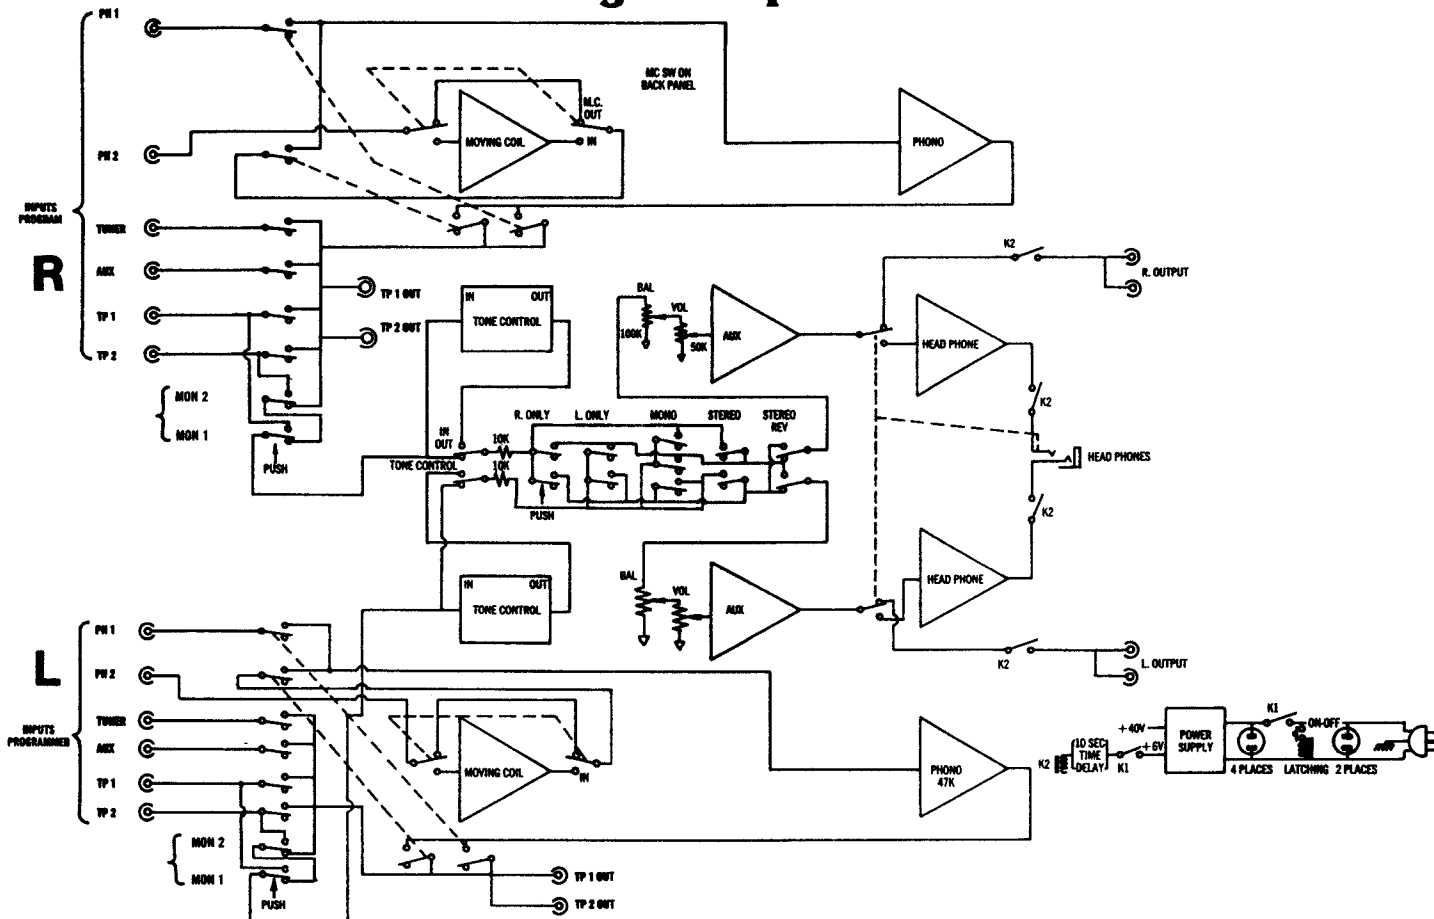 PH 1
MC SW ON
BACK PANEL
M.C.
OUT
MOVING COIL
IN
PHONO
PH 2
INPUTS
PROGRAM
TUNER
R
AUX
TP 1 OUT
TP 1
TP 2 OUT
TP 2
MON 2
MON 1
PUSH
IN OUT
TONE CONTROL
BAL
VOL
100K
50K
AUX
K2
R. OUTPUT
HEAD PHONE
K2
R. ONLY
L. ONLY
MONO
STEREO
STEREO
REV
IN
OUT
TONE CONTROL
10K
10K
PUSH
HEAD PHONES
K2
IN OUT
TONE CONTROL
BAL
VOL
AUX
HEAD PHONE
K2
L. OUTPUT
PH 1
L
PH 2
INPUTS
PROGRAMMER
TUNER
AUX
TP 1
TP 2
MON 2
MON 1
PUSH
MOVING COIL
IN
PHONO
47K
TP 1 OUT
TP 2 OUT
K2
10 SEC
TIME
DELAY
+40V
+6V
K1
POWER
SUPPLY
K1
ON-OFF
4 PLACES
LATCHING
2 PLACES